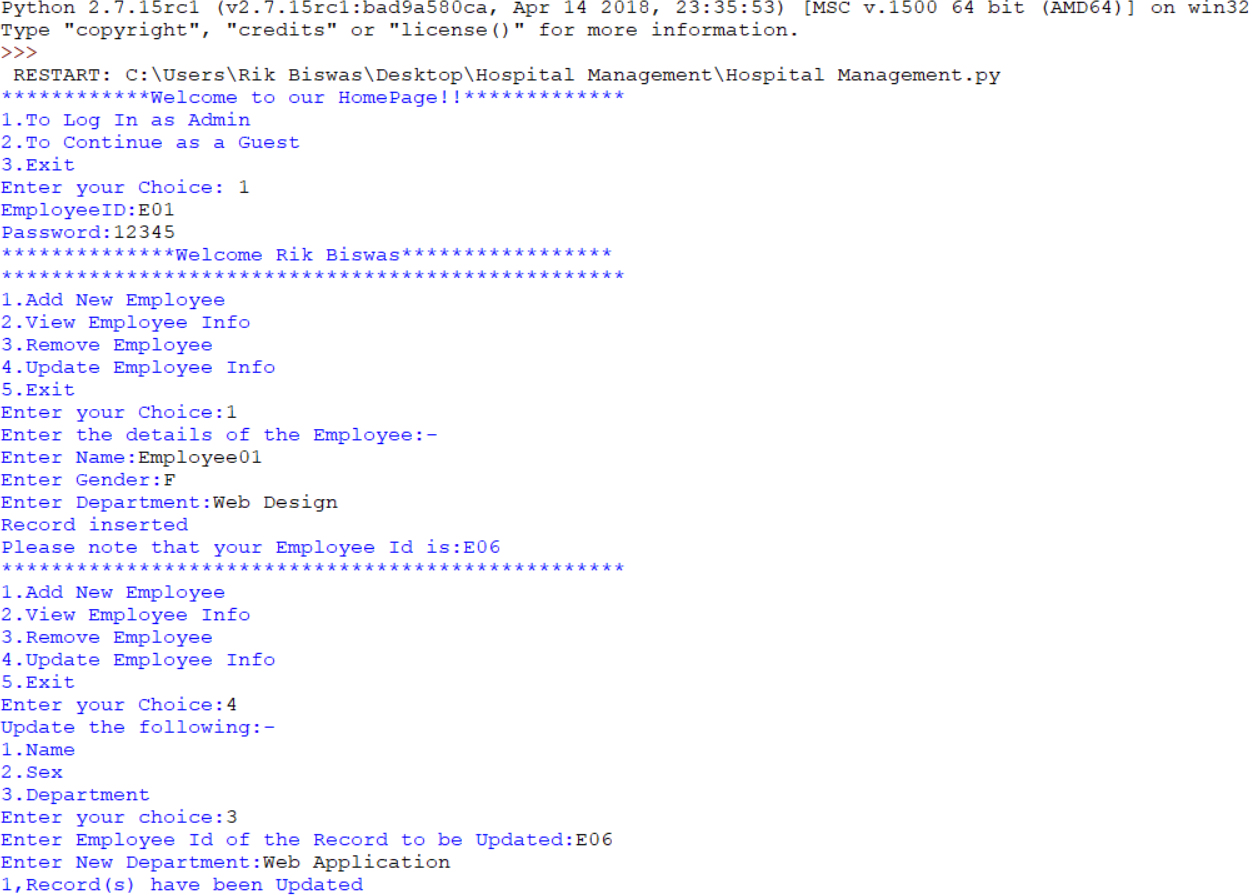 Python 2.7.15rc1 (v2.7.15rc1:bad9a580ca, Apr 14 2018, 23:35:53) [MSC v.1500 64 bit (AMD64)] on win32
Type "copyright", "credits" or "license()" for more information.
>>>
 RESTART: C:\Users\Rik Biswas\Desktop\Hospital Management\Hospital Management.py
************Welcome to our HomePage!!*************
1.To Log In as Admin
2.To Continue as a Guest
3.Exit
Enter your Choice: 1
EmployeeID:E01
Password:12345
**************Welcome Rik Biswas*****************
**************************************************
1.Add New Employee
2.View Employee Info
3.Remove Employee
4.Update Employee Info
5.Exit
Enter your Choice:1
Enter the details of the Employee:-
Enter Name:Employee01
Enter Gender:F
Enter Department:Web Design
Record inserted
Please note that your Employee Id is:E06
**************************************************
1.Add New Employee
2.View Employee Info
3.Remove Employee
4.Update Employee Info
5.Exit
Enter your Choice:4
Update the following:-
1.Name
2.Sex
3.Department
Enter your choice:3
Enter Employee Id of the Record to be Updated:E06
Enter New Department:Web Application
1,Record(s) have been Updated